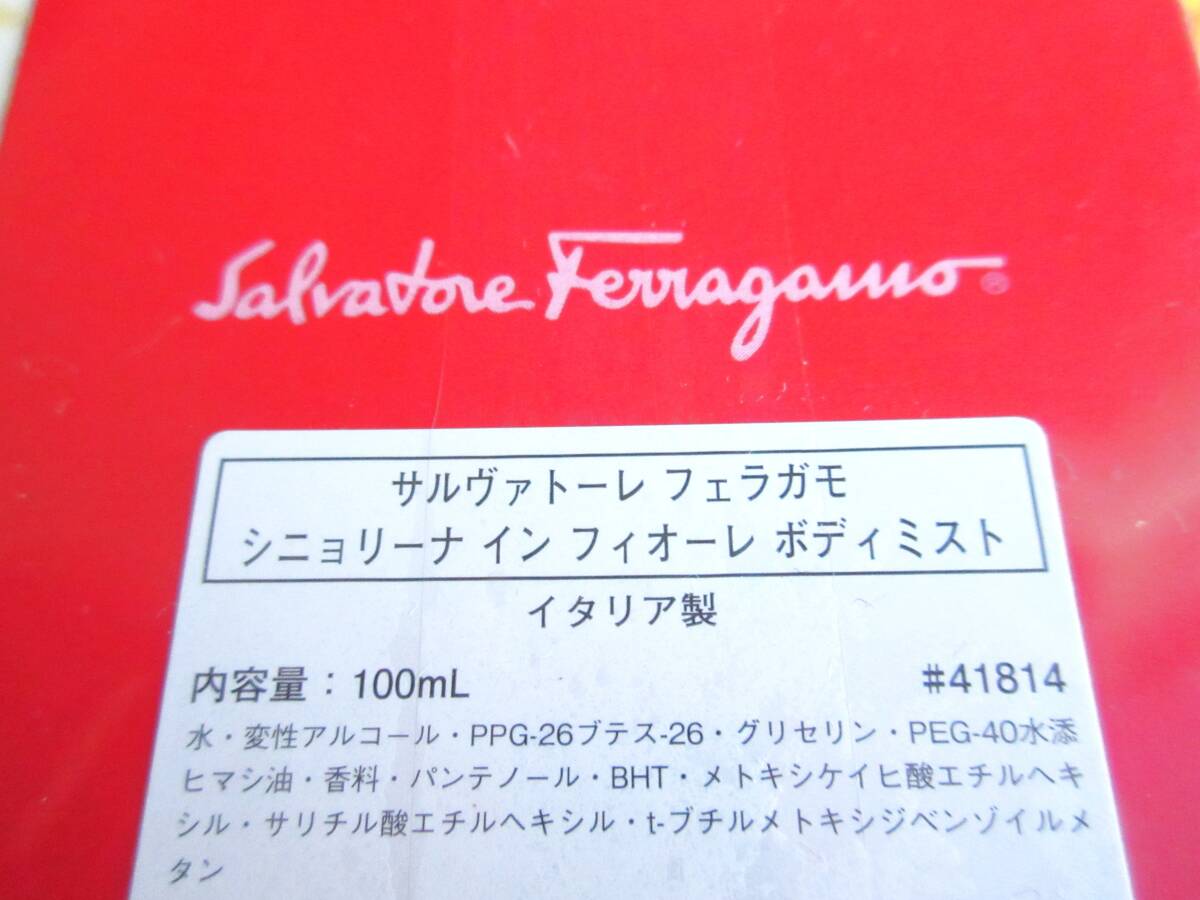 Salvatore Ferragamo®
サルヴァトーレ フェラガモ
シニョリーナ イン フィオーレ ボディミスト
イタリア製
内容量：100mL #41814
水・変性アルコール・PPG-26ブテス-26・グリセリン・PEG-40水添
ヒマシ油・香料・パンテノール・BHT・メトキシケイヒ酸エチルヘキ
シル・サリチル酸エチルヘキシル・t-ブチルメトキシジベンゾイルメ
タン